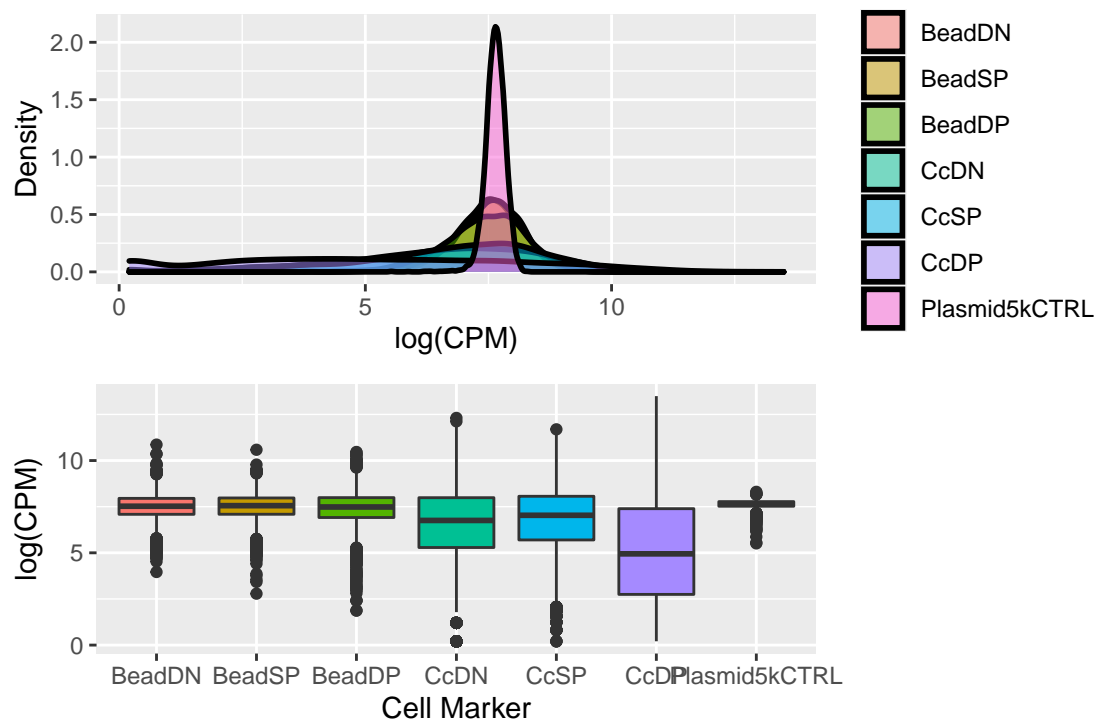 2.0
1.5
1.0
0.5
0.0
Density
0 5 10
log(CPM)
BeadDN
BeadSP
BeadDP
CcDN
CcSP
CcDP
Plasmid5kCTRL
10
5
0
log(CPM)
BeadDN BeadSP BeadDP CcDN CcSP CcDP Plasmid5kCTRL
Cell Marker